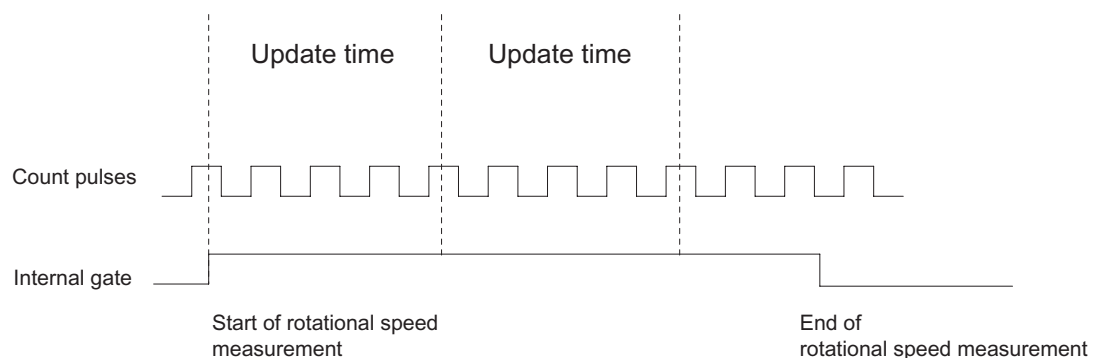 Update time
Update time
Count pulses
Internal gate
Start of rotational speed
measurement
End of
rotational speed measurement